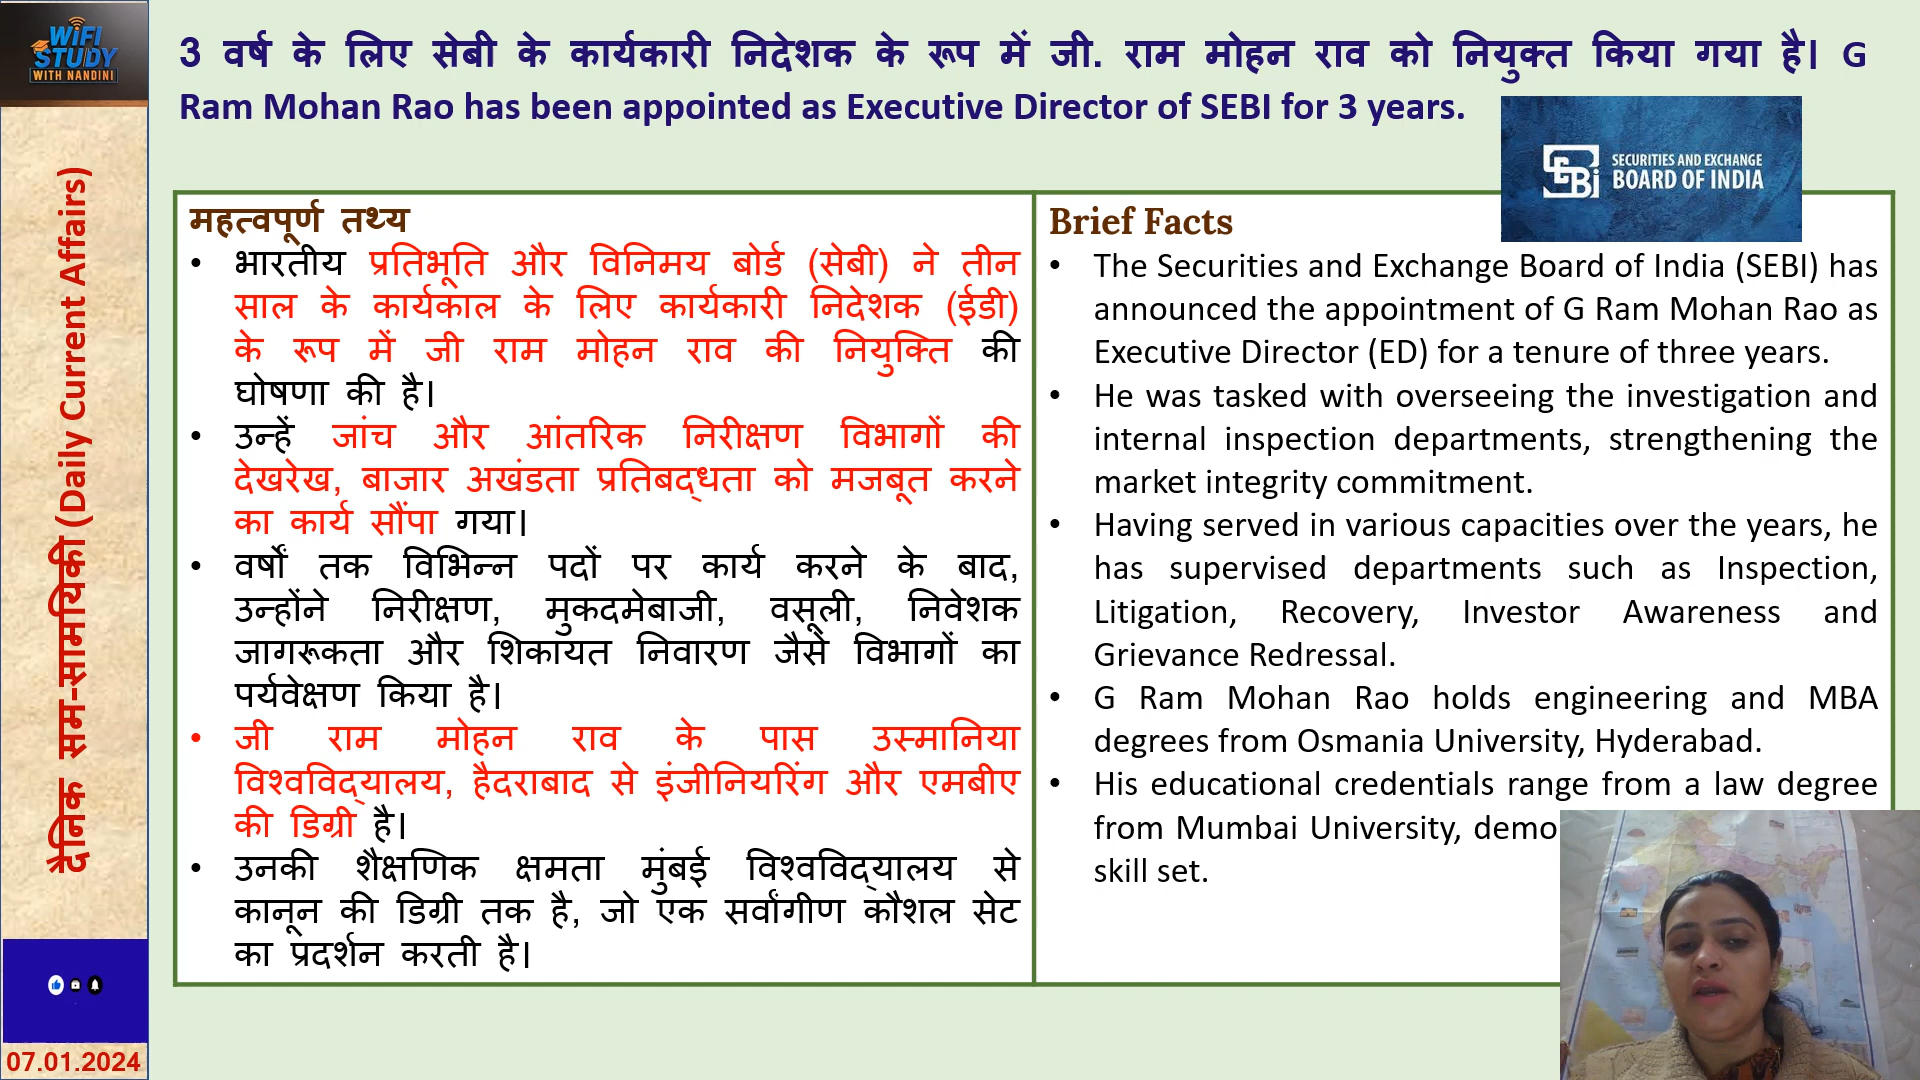 WiFi
STUDY
WITH NANDINI
3 वर्ष के लिए सेबी के कार्यकारी निदेशक के रूप में जी. राम मोहन राव को नियुक्त किया गया है। G
Ram Mohan Rao has been appointed as Executive Director of SEBI for 3 years.
SEBI
SECURITIES AND EXCHANGE
BOARD OF INDIA
दैनिक सम-सामयिकी (Daily Current Affairs)
महत्वपूर्ण तथ्य
• भारतीय प्रतिभूति और विनिमय बोर्ड (सेबी) ने तीन
साल के कार्यकाल के लिए कार्यकारी निदेशक (ईडी)
के रूप में जी राम मोहन राव की नियुक्ति की
घोषणा की है।
• उन्हें जांच और आंतरिक निरीक्षण विभागों की
देखरेख, बाजार अखंडता प्रतिबद्धता को मजबूत करने
का कार्य सौंपा गया।
• वर्षों तक विभिन्न पदों पर कार्य करने के बाद,
उन्होंने निरीक्षण, मुकदमेबाजी, वसूली, निवेशक
जागरूकता और शिकायत निवारण जैसे विभागों का
पर्यवेक्षण किया है।
• जी राम मोहन राव के पास उस्मानिया
विश्वविद्यालय, हैदराबाद से इंजीनियरिंग और एमबीए
की डिग्री है।
• उनकी शैक्षणिक क्षमता मुंबई विश्वविद्यालय से
कानून की डिग्री तक है, जो एक सर्वांगीण कौशल सेट
का प्रदर्शन करती है।
Brief Facts
• The Securities and Exchange Board of India (SEBI) has
announced the appointment of G Ram Mohan Rao as
Executive Director (ED) for a tenure of three years.
• He was tasked with overseeing the investigation and
internal inspection departments, strengthening the
market integrity commitment.
• Having served in various capacities over the years, he
has supervised departments such as Inspection,
Litigation, Recovery, Investor Awareness and
Grievance Redressal.
• G Ram Mohan Rao holds engineering and MBA
degrees from Osmania University, Hyderabad.
• His educational credentials range from a law degree
from Mumbai University, demo
skill set.
07.01.2024